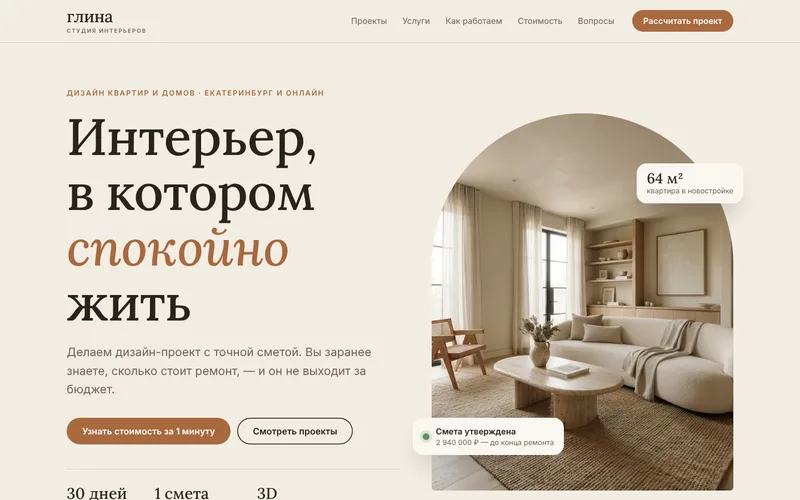 глина
СТУДИЯ ИНТЕРЬЕРОВ
Проекты
Услуги
Как работаем
Стоимость
Вопросы
Рассчитать проект
ДИЗАЙН КВАРТИР И ДОМОВ · ЕКАТЕРИНБУРГ И ОНЛАЙН
Интерьер,
в котором
спокойно
жить
Делаем дизайн-проект с точной сметой. Вы заранее
знаете, сколько стоит ремонт, — и он не выходит за
бюджет.
Узнать стоимость за 1 минуту
Смотреть проекты
64 м²
квартира в новостройке
Смета утверждена
2 940 000 ₽ — до конца ремонта
30 дней
1 смета
3D